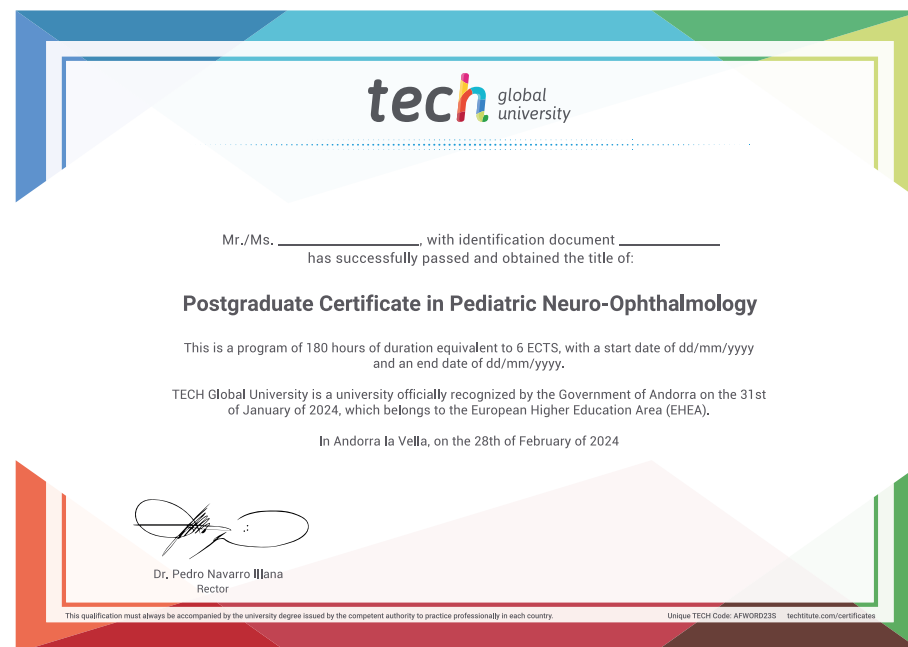 tech global university
Mr./Ms. ____________________, with identification document ______________
has successfully passed and obtained the title of:
Postgraduate Certificate in Pediatric Neuro-Ophthalmology
This is a program of 180 hours of duration equivalent to 6 ECTS, with a start date of dd/mm/yyyy
and an end date of dd/mm/yyyy.
TECH Global University is a university officially recognized by the Government of Andorra on the 31st
of January of 2024, which belongs to the European Higher Education Area (EHEA).
In Andorra la Vella, on the 28th of February of 2024
Dr. Pedro Navarro Illana
Rector
This qualification must always be accompanied by the university degree issued by the competent authority to practice professionally in each country.
Unique TECH Code: AFWORD23S techtitute.com/certificates